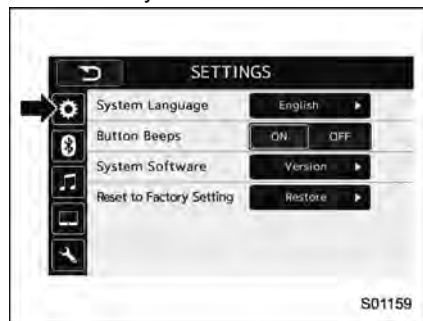 SETTINGS
System Language English
Button Beeps ON OFF
System Software Version
Reset to Factory Setting Restore
S01159